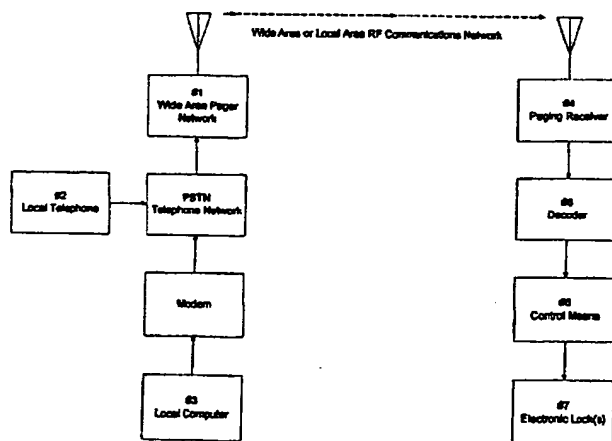 Wide Area or Local Area RF Communications Network
#1
Wide Area Pager
Network
#4
Paging Receiver
#2
Local Telephone
PSTN
Telephone Network
#6
Decoder
Modem
#5
Control Means
#3
Local Computer
#7
Electronic Lock(s)